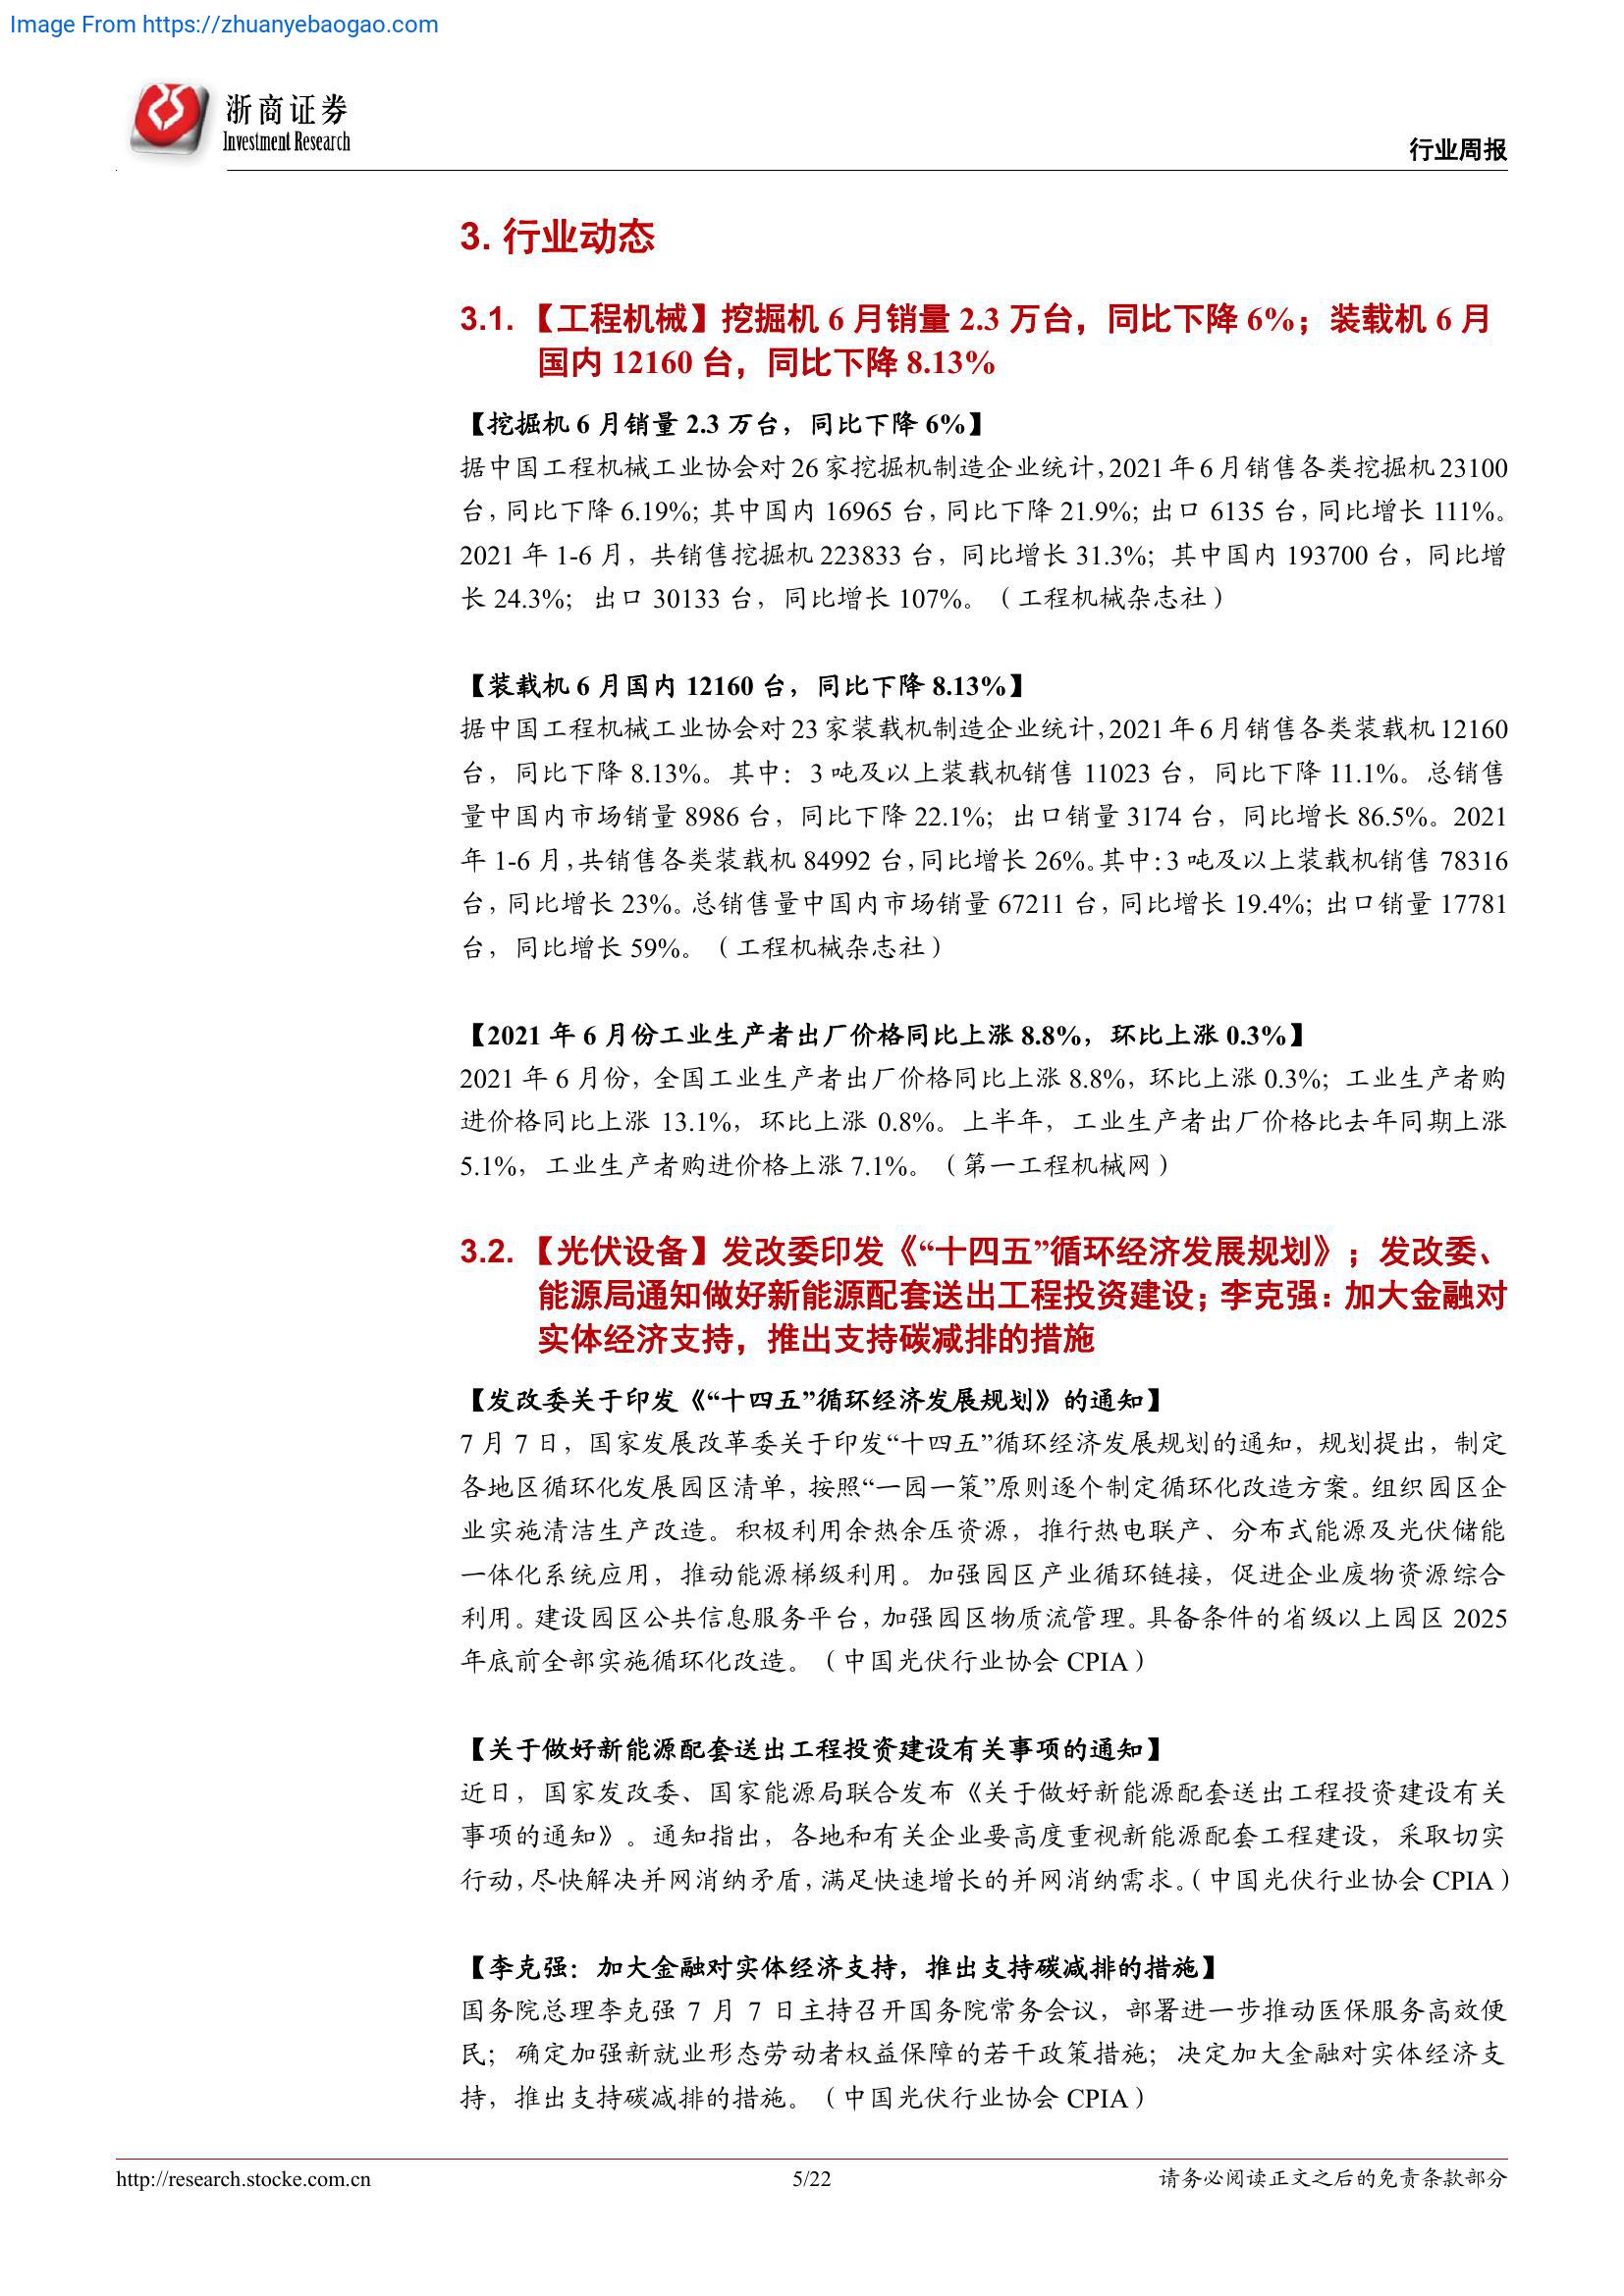 Image From https://zhuanyebaogao.com
浙商证券
Investment Research
行业周报
3. 行业动态
3.1. 【工程机械】挖掘机 6 月销量 2.3 万台，同比下降 6%；装载机 6 月
国内 12160 台，同比下降 8.13%
【挖掘机 6 月销量 2.3 万台，同比下降 6%】
据中国工程机械工业协会对 26 家挖掘机制造企业统计，2021 年 6 月销售各类挖掘机 23100
台，同比下降 6.19%；其中国内 16965 台，同比下降 21.9%；出口 6135 台，同比增长 111%。
2021 年 1-6 月，共销售挖掘机 223833 台，同比增长 31.3%；其中国内 193700 台，同比增
长 24.3%；出口 30133 台，同比增长 107%。（工程机械杂志社）
【装载机 6 月国内 12160 台，同比下降 8.13%】
据中国工程机械工业协会对 23 家装载机制造企业统计，2021 年 6 月销售各类装载机 12160
台，同比下降 8.13%。其中：3 吨及以上装载机销售 11023 台，同比下降 11.1%。总销售
量中国内市场销量 8986 台，同比下降 22.1%；出口销量 3174 台，同比增长 86.5%。2021
年 1-6 月，共销售各类装载机 84992 台，同比增长 26%。其中：3 吨及以上装载机销售 78316
台，同比增长 23%。总销售量中国内市场销量 67211 台，同比增长 19.4%；出口销量 17781
台，同比增长 59%。（工程机械杂志社）
【2021 年 6 月份工业生产者出厂价格同比上涨 8.8%，环比上涨 0.3%】
2021 年 6 月份，全国工业生产者出厂价格同比上涨 8.8%，环比上涨 0.3%；工业生产者购
进价格同比上涨 13.1%，环比上涨 0.8%。上半年，工业生产者出厂价格比去年同期上涨
5.1%，工业生产者购进价格上涨 7.1%。（第一工程机械网）
3.2. 【光伏设备】发改委印发《“十四五”循环经济发展规划》；发改委、
能源局通知做好新能源配套送出工程投资建设；李克强：加大金融对
实体经济支持，推出支持碳减排的措施
【发改委关于印发《“十四五”循环经济发展规划》的通知】
7 月 7 日，国家发展改革委关于印发“十四五”循环经济发展规划的通知，规划提出，制定
各地区循环化发展园区清单，按照“一园一策”原则逐个制定循环化改造方案。组织园区企
业实施清洁生产改造。积极利用余热余压资源，推行热电联产、分布式能源及光伏储能
一体化系统应用，推动能源梯级利用。加强园区产业循环链接，促进企业废物资源综合
利用。建设园区公共信息服务平台，加强园区物质流管理。具备条件的省级以上园区 2025
年底前全部实施循环化改造。（中国光伏行业协会 CPIA）
【关于做好新能源配套送出工程投资建设有关事项的通知】
近日，国家发改委、国家能源局联合发布《关于做好新能源配套送出工程投资建设有关
事项的通知》。通知指出，各地和有关企业要高度重视新能源配套工程建设，采取切实
行动，尽快解决并网消纳矛盾，满足快速增长的并网消纳需求。（中国光伏行业协会 CPIA）
【李克强：加大金融对实体经济支持，推出支持碳减排的措施】
国务院总理李克强 7 月 7 日主持召开国务院常务会议，部署进一步推动医保服务高效便
民；确定加强新就业形态劳动者权益保障的若干政策措施；决定加大金融对实体经济支
持，推出支持碳减排的措施。（中国光伏行业协会 CPIA）
http://research.stocke.com.cn
5/22
请务必阅读正文之后的免责条款部分